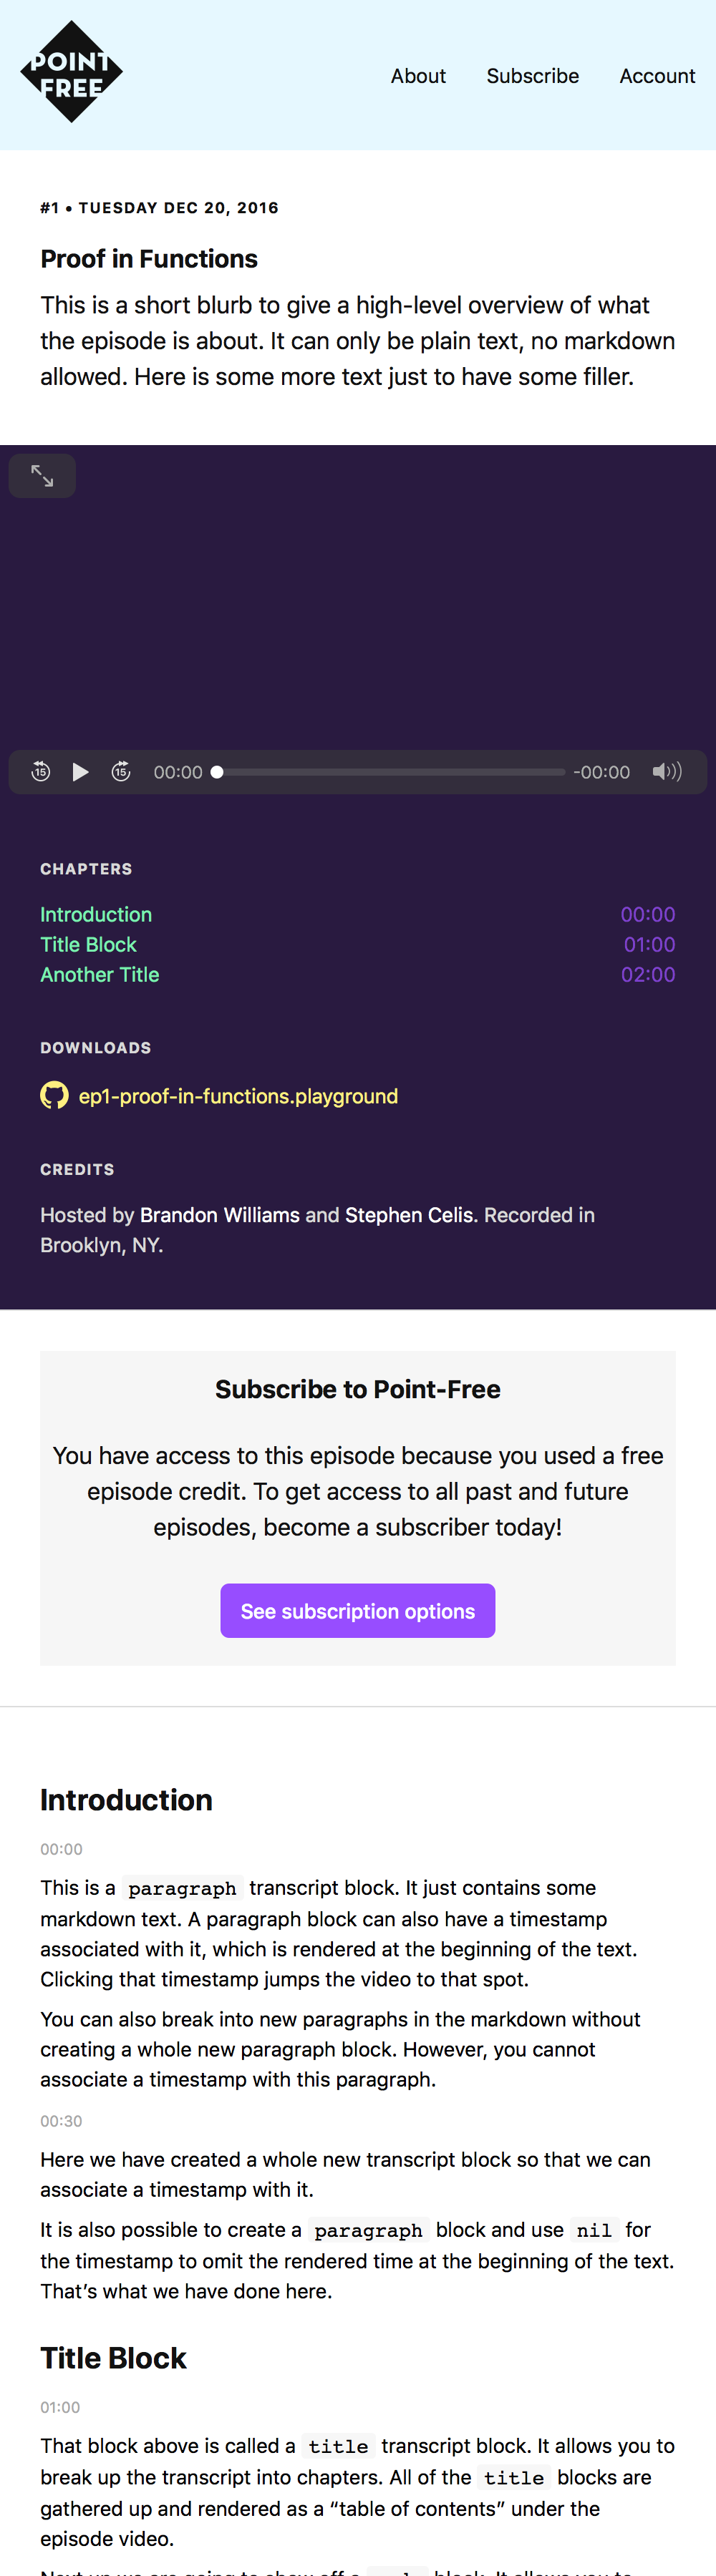 POINT
FREE
About Subscribe Account
#1 • TUESDAY DEC 20, 2016
Proof in Functions
This is a short blurb to give a high-level overview of what
the episode is about. It can only be plain text, no markdown
allowed. Here is some more text just to have some filler.
15 15 00:00 -00:00
CHAPTERS
Introduction 00:00
Title Block 01:00
Another Title 02:00
DOWNLOADS
ep1-proof-in-functions.playground
CREDITS
Hosted by Brandon Williams and Stephen Celis. Recorded in
Brooklyn, NY.
Subscribe to Point-Free
You have access to this episode because you used a free
episode credit. To get access to all past and future
episodes, become a subscriber today!
See subscription options
Introduction
00:00
This is a paragraph transcript block. It just contains some
markdown text. A paragraph block can also have a timestamp
associated with it, which is rendered at the beginning of the text.
Clicking that timestamp jumps the video to that spot.
You can also break into new paragraphs in the markdown without
creating a whole new paragraph block. However, you cannot
associate a timestamp with this paragraph.
00:30
Here we have created a whole new transcript block so that we can
associate a timestamp with it.
It is also possible to create a paragraph block and use nil for
the timestamp to omit the rendered time at the beginning of the text.
That’s what we have done here.
Title Block
01:00
That block above is called a title transcript block. It allows you to
break up the transcript into chapters. All of the title blocks are
gathered up and rendered as a “table of contents” under the
episode video.